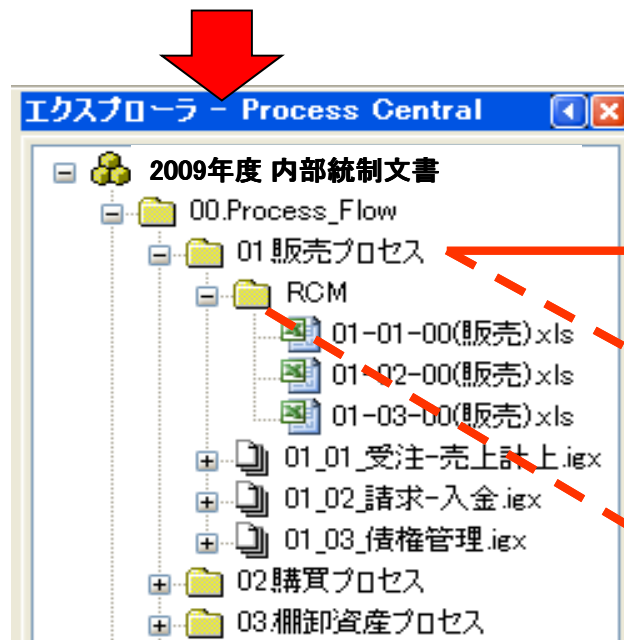 エクスプローラ - Process Central
2009年度 内部統制文書
00.Process_Flow
01.販売プロセス
RCM
01-01-00(販売).xls
01-02-00(販売).xls
01-03-00(販売).xls
01_01_受注-売上計上.igx
01_02_請求-入金.igx
01_03_債権管理.igx
02.購買プロセス
03.棚卸資産プロセス